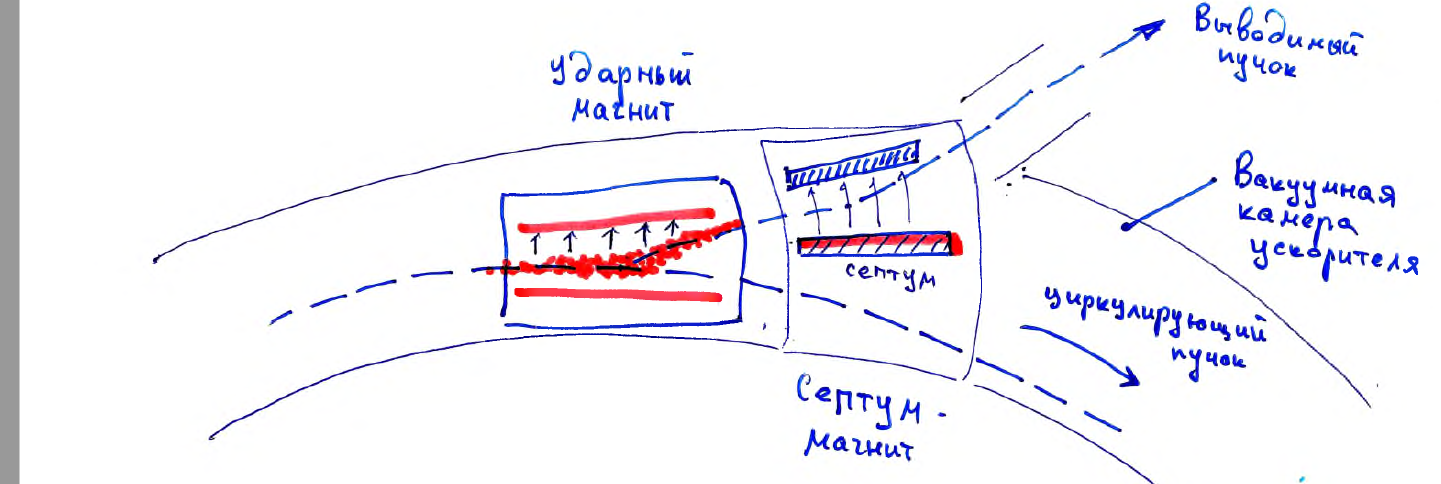 Выводимый
пучок
Ударный
магнит
Вакуумная
камера
ускорителя
септум
циркулирующий
пучок
Септум-
магнит